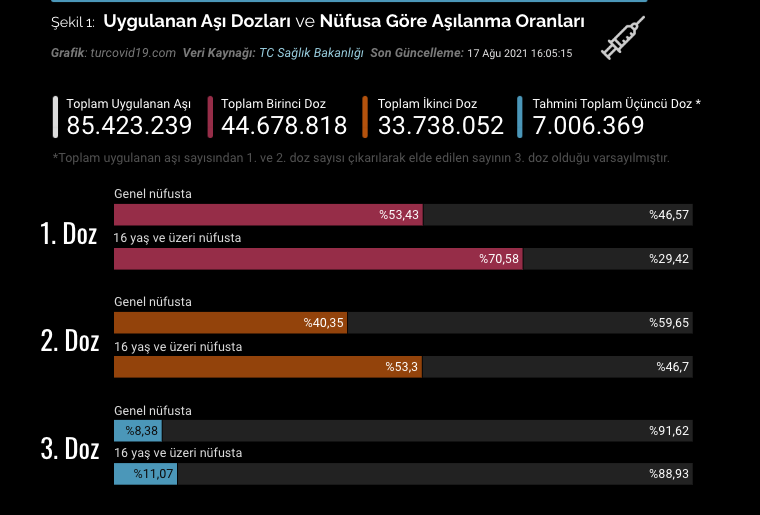 Şekil 1: Uygulanan Aşı Dozları ve Nüfusa Göre Aşılanma Oranları
Grafik: turcovid19.com Veri Kaynağı: TC Sağlık Bakanlığı Son Güncelleme: 17 Ağu 2021 16:05:15
Toplam Uygulanan Aşı
85.423.239
Toplam Birinci Doz
44.678.818
Toplam İkinci Doz
33.738.052
Tahmini Toplam Üçüncü Doz *
7.006.369
*Toplam uygulanan aşı sayısından 1. ve 2. doz sayısı çıkarılarak elde edilen sayının 3. doz olduğu varsayılmıştır.
1. Doz
Genel nüfusta
%53,43 %46,57
16 yaş ve üzeri nüfusta
%70,58 %29,42
2. Doz
Genel nüfusta
%40,35 %59,65
16 yaş ve üzeri nüfusta
%53,3 %46,7
3. Doz
Genel nüfusta
%8,38 %91,62
16 yaş ve üzeri nüfusta
%11,07 %88,93